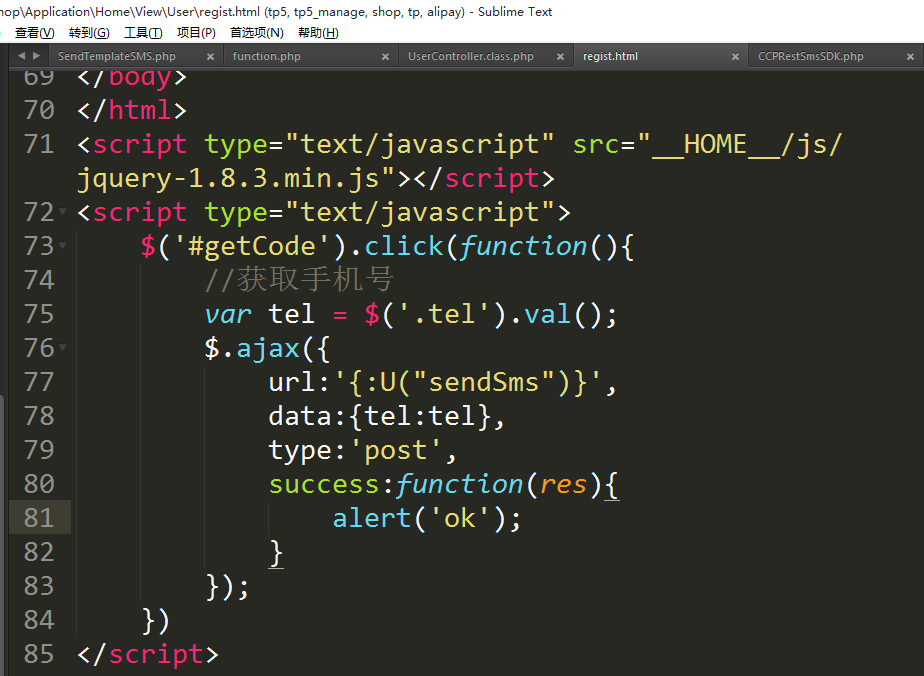 hop\Application\Home\View\User\regist.html (tp5, tp5_manage, shop, tp, alipay) - Sublime Text
查看(V) 转到(G) 工具(T) 项目(P) 首选项(N) 帮助(H)
SendTemplateSMS.php × function.php × UserController.class.php × regist.html × CCPRestSmsSDK.php ×
69 </body>
70 </html>
71 <script type="text/javascript" src="__HOME__/js/
jquery-1.8.3.min.js"></script>
72 <script type="text/javascript">
73 $('#getCode').click(function(){
74 //获取手机号
75 var tel = $('.tel').val();
76 $.ajax({
77 url:'{:U("sendSms")}',
78 data:{tel:tel},
79 type:'post',
80 success:function(res){
81 alert('ok');
82 }
83 });
84 })
85 </script>